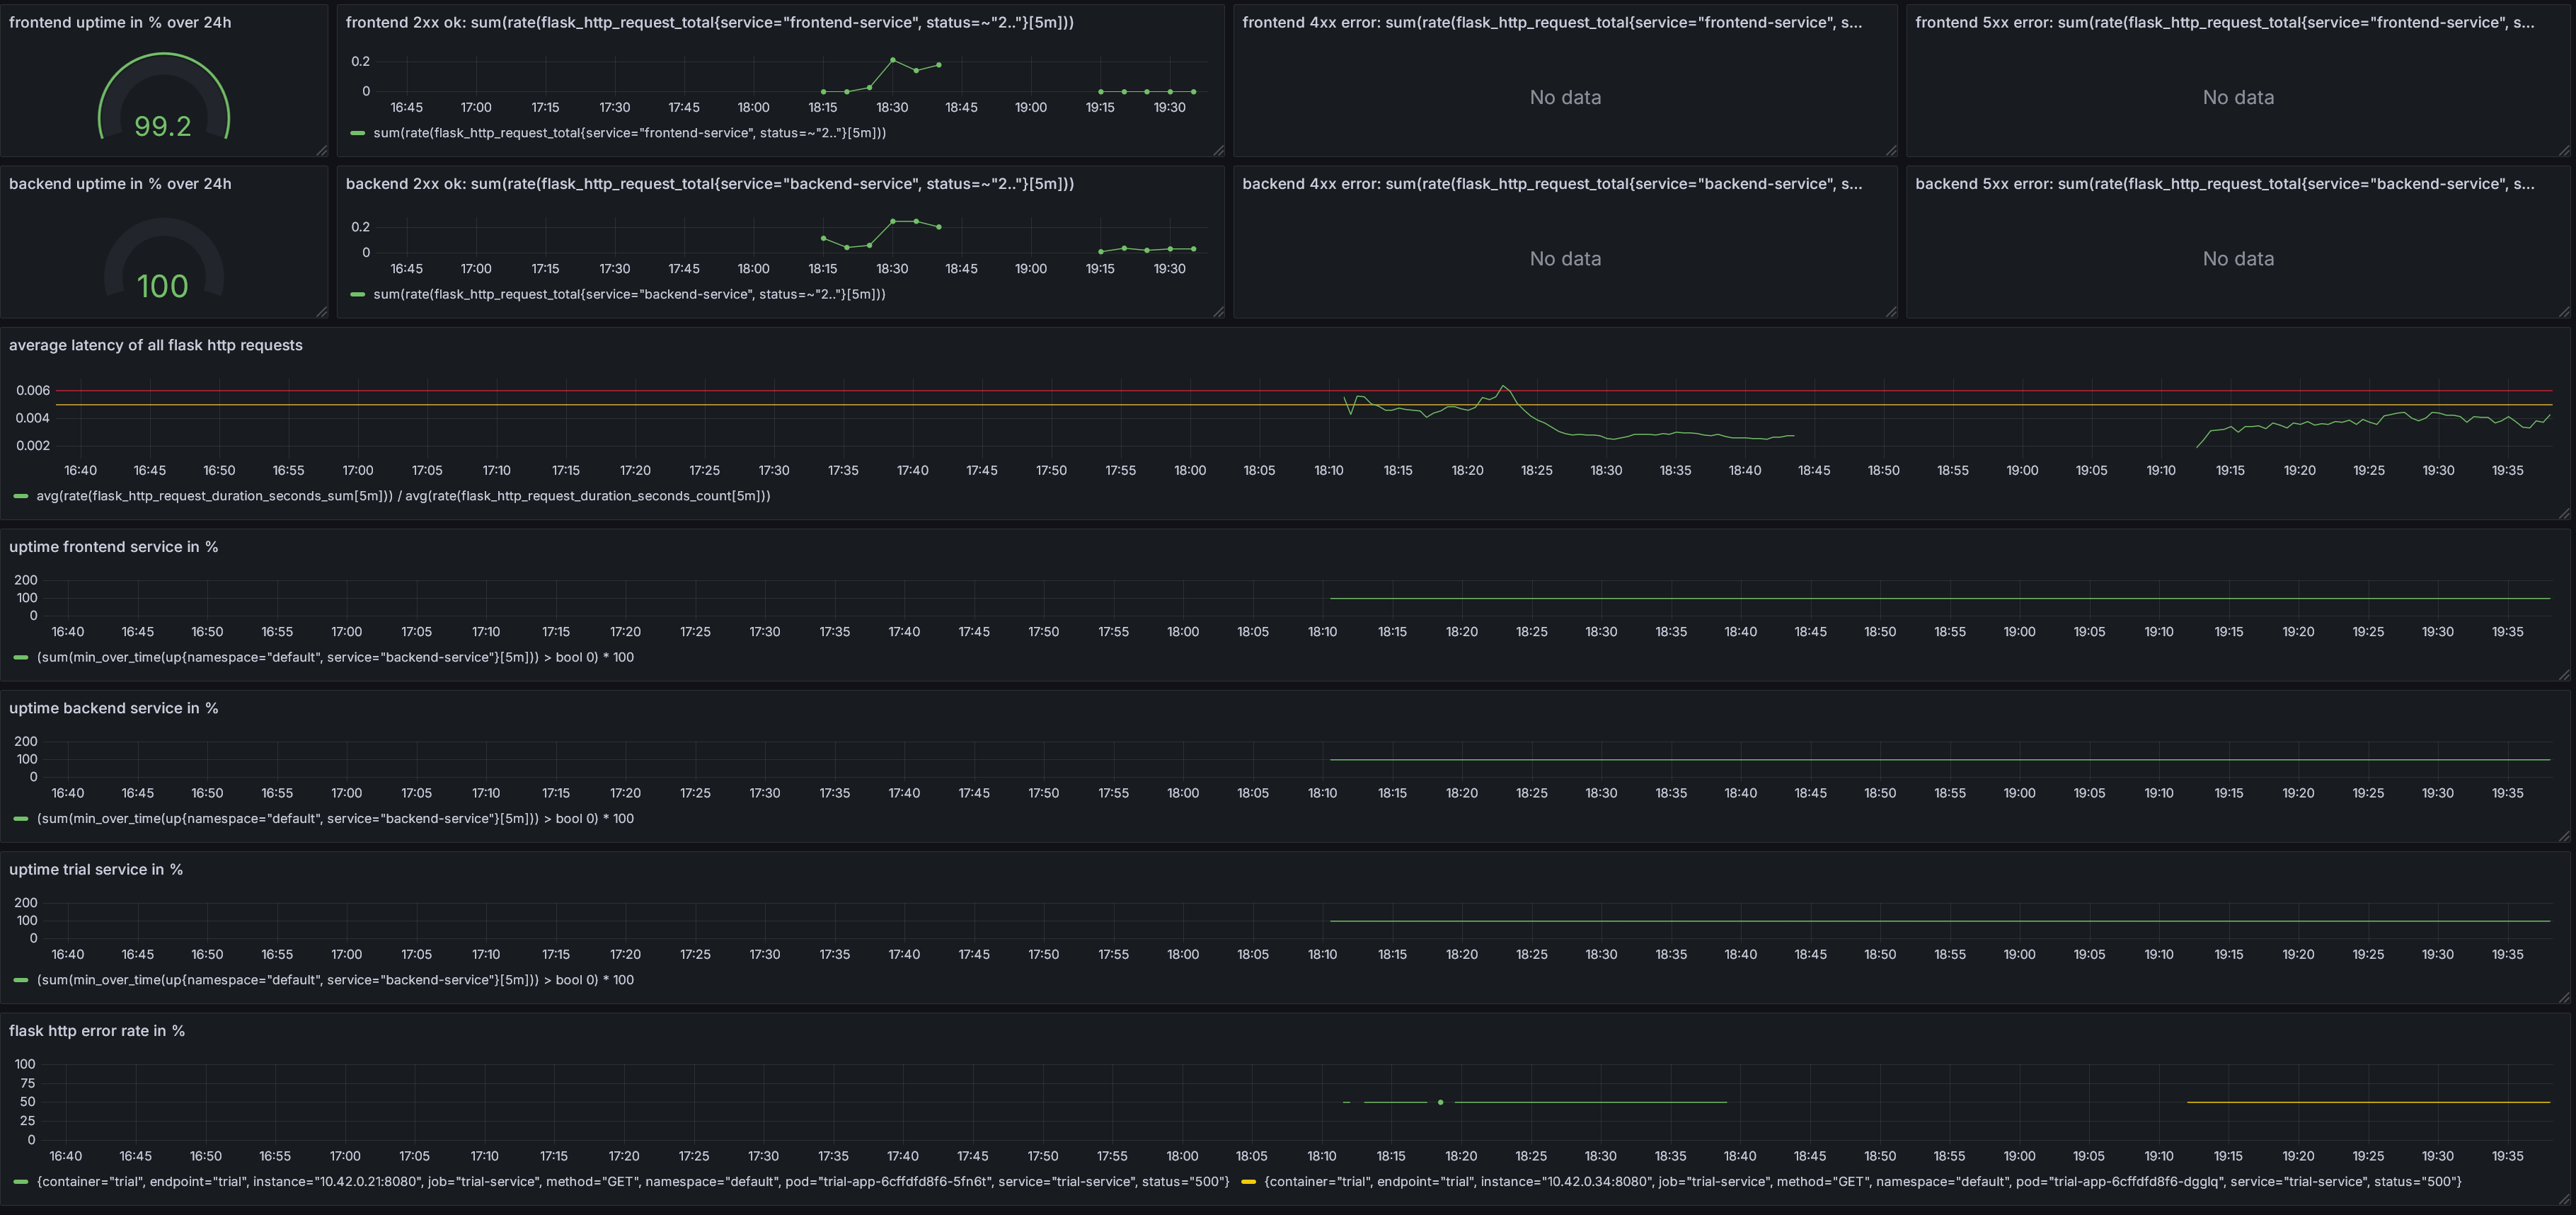 frontend uptime in % over 24h
99.2
frontend 2xx ok: sum(rate(flask_http_request_total{service="frontend-service", status=~"2.."}[5m]))
0.2
0
16:45 17:00 17:15 17:30 17:45 18:00 18:15 18:30 18:45 19:00 19:15 19:30
sum(rate(flask_http_request_total{service="frontend-service", status=~"2.."}[5m]))
frontend 4xx error: sum(rate(flask_http_request_total{service="frontend-service", s...
No data
frontend 5xx error: sum(rate(flask_http_request_total{service="frontend-service", s...
No data
backend uptime in % over 24h
100
backend 2xx ok: sum(rate(flask_http_request_total{service="backend-service", status=~"2.."}[5m]))
0.2
0
16:45 17:00 17:15 17:30 17:45 18:00 18:15 18:30 18:45 19:00 19:15 19:30
sum(rate(flask_http_request_total{service="backend-service", status=~"2.."}[5m]))
backend 4xx error: sum(rate(flask_http_request_total{service="backend-service", s...
No data
backend 5xx error: sum(rate(flask_http_request_total{service="backend-service", s...
No data
average latency of all flask http requests
0.006
0.004
0.002
16:40 16:45 16:50 16:55 17:00 17:05 17:10 17:15 17:20 17:25 17:30 17:35 17:40 17:45 17:50 17:55 18:00 18:05 18:10 18:15 18:20 18:25 18:30 18:35 18:40 18:45 18:50 18:55 19:00 19:05 19:10 19:15 19:20 19:25 19:30 19:35
avg(rate(flask_http_request_duration_seconds_sum[5m])) / avg(rate(flask_http_request_duration_seconds_count[5m]))
uptime frontend service in %
200
100
0
16:40 16:45 16:50 16:55 17:00 17:05 17:10 17:15 17:20 17:25 17:30 17:35 17:40 17:45 17:50 17:55 18:00 18:05 18:10 18:15 18:20 18:25 18:30 18:35 18:40 18:45 18:50 18:55 19:00 19:05 19:10 19:15 19:20 19:25 19:30 19:35
(sum(min_over_time(up{namespace="default", service="backend-service"}[5m])) > bool 0) * 100
uptime backend service in %
200
100
0
16:40 16:45 16:50 16:55 17:00 17:05 17:10 17:15 17:20 17:25 17:30 17:35 17:40 17:45 17:50 17:55 18:00 18:05 18:10 18:15 18:20 18:25 18:30 18:35 18:40 18:45 18:50 18:55 19:00 19:05 19:10 19:15 19:20 19:25 19:30 19:35
(sum(min_over_time(up{namespace="default", service="backend-service"}[5m])) > bool 0) * 100
uptime trial service in %
200
100
0
16:40 16:45 16:50 16:55 17:00 17:05 17:10 17:15 17:20 17:25 17:30 17:35 17:40 17:45 17:50 17:55 18:00 18:05 18:10 18:15 18:20 18:25 18:30 18:35 18:40 18:45 18:50 18:55 19:00 19:05 19:10 19:15 19:20 19:25 19:30 19:35
(sum(min_over_time(up{namespace="default", service="backend-service"}[5m])) > bool 0) * 100
flask http error rate in %
100
75
50
25
0
16:40 16:45 16:50 16:55 17:00 17:05 17:10 17:15 17:20 17:25 17:30 17:35 17:40 17:45 17:50 17:55 18:00 18:05 18:10 18:15 18:20 18:25 18:30 18:35 18:40 18:45 18:50 18:55 19:00 19:05 19:10 19:15 19:20 19:25 19:30 19:35
{container="trial", endpoint="trial", instance="10.42.0.21:8080", job="trial-service", method="GET", namespace="default", pod="trial-app-6cffdfd8f6-5fn6t", service="trial-service", status="500"} {container="trial", endpoint="trial", instance="10.42.0.34:8080", job="trial-service", method="GET", namespace="default", pod="trial-app-6cffdfd8f6-dgglq", service="trial-service", status="500"}